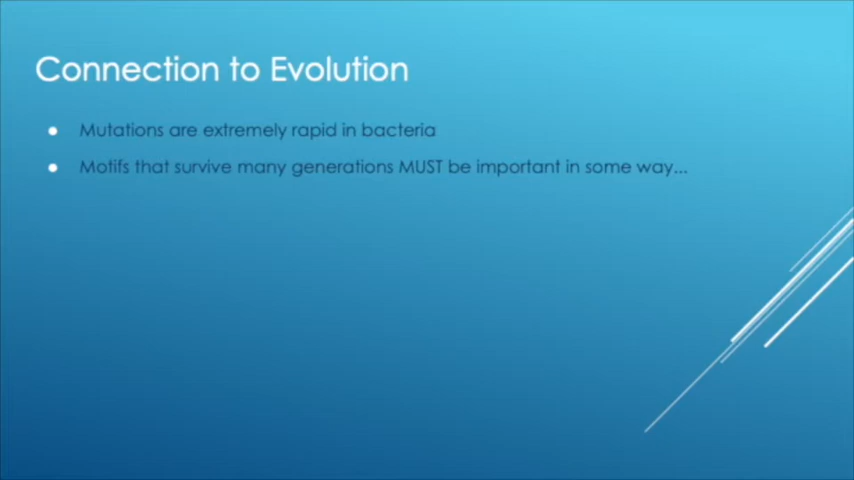 Connection to Evolution
● Mutations are extremely rapid in bacteria
● Motifs that survive many generations MUST be important in some way...